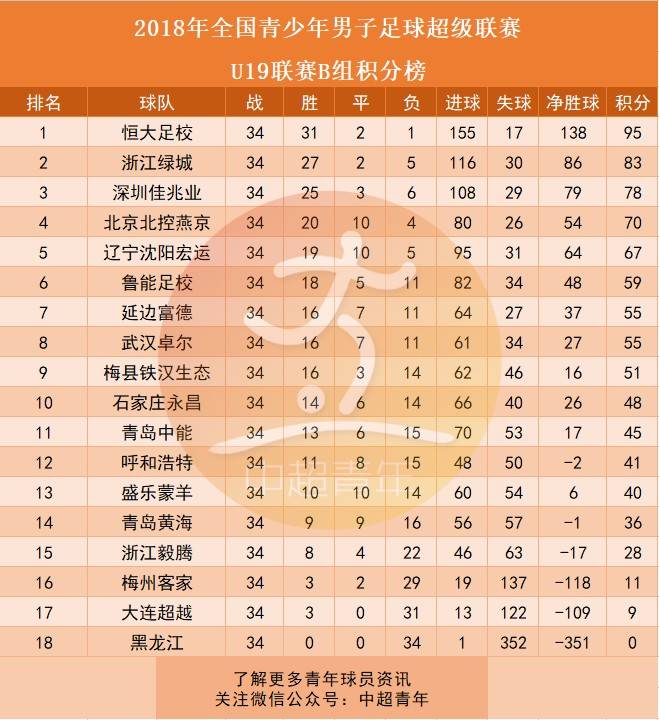 2018年全国青少年男子足球超级联赛
U19联赛B组积分榜
排名 球队 战 胜 平 负 进球 失球 净胜球 积分
1 恒大足校 34 31 2 1 155 17 138 95
2 浙江绿城 34 27 2 5 116 30 86 83
3 深圳佳兆业 34 25 3 6 108 29 79 78
4 北京北控燕京 34 20 10 4 80 26 54 70
5 辽宁沈阳宏运 34 19 10 5 95 31 64 67
6 鲁能足校 34 18 5 11 82 34 48 59
7 延边富德 34 16 7 11 64 27 37 55
8 武汉卓尔 34 16 7 11 61 34 27 55
9 梅县铁汉生态 34 16 3 14 62 46 16 51
10 石家庄永昌 34 14 6 14 66 40 26 48
11 青岛中能 34 13 6 15 70 53 17 45
12 呼和浩特 34 11 8 15 48 50 -2 41
13 盛乐蒙羊 34 10 10 14 60 54 6 40
14 青岛黄海 34 9 9 16 56 57 -1 36
15 浙江毅腾 34 8 4 22 46 63 -17 28
16 梅州客家 34 3 2 29 19 137 -118 11
17 大连超越 34 3 0 31 13 122 -109 9
18 黑龙江 34 0 0 34 1 352 -351 0
中超青年
了解更多青年球员资讯
关注微信公众号：中超青年